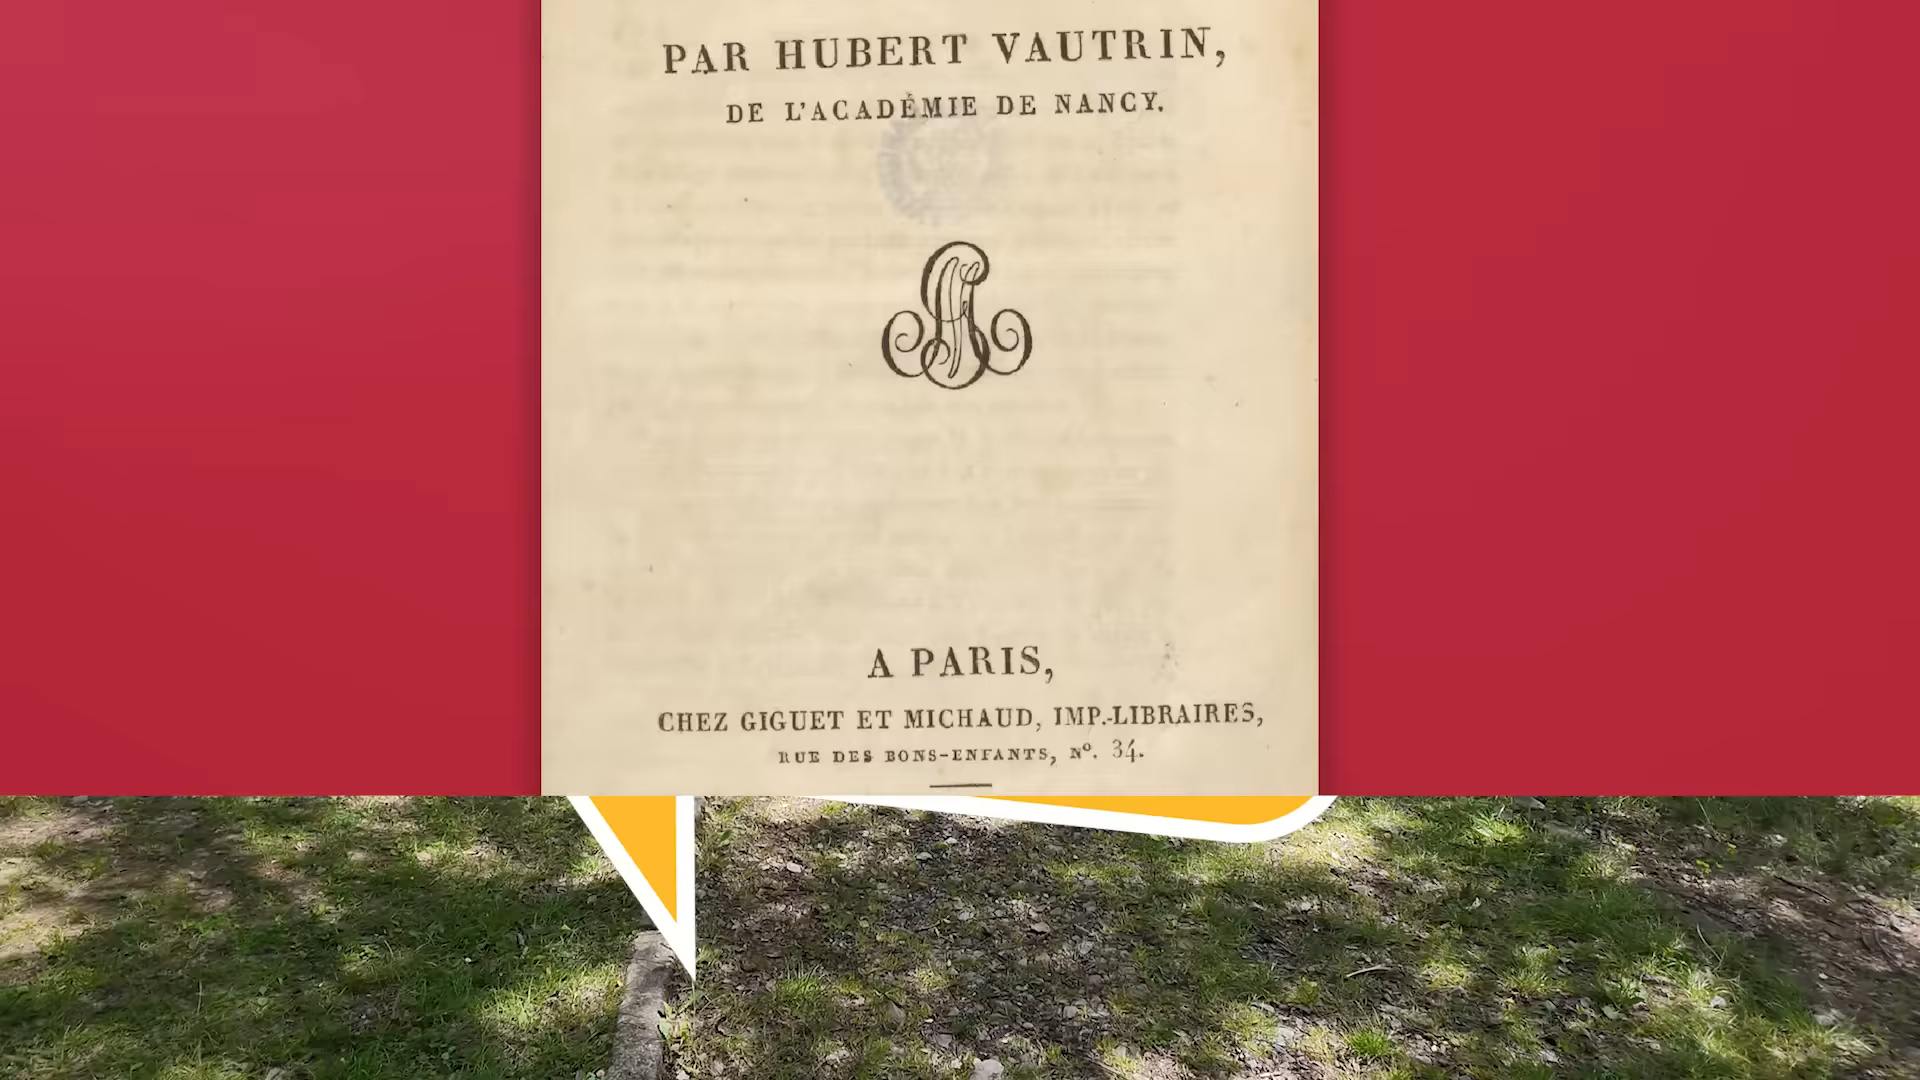 PAR HUBERT VAUTRIN,
DE L'ACADÉMIE DE NANCY.
A PARIS,
CHEZ GIGUET ET MICHAUD, IMP.-LIBRAIRES,
RUE DES BONS-ENFANTS, Nº. 34.